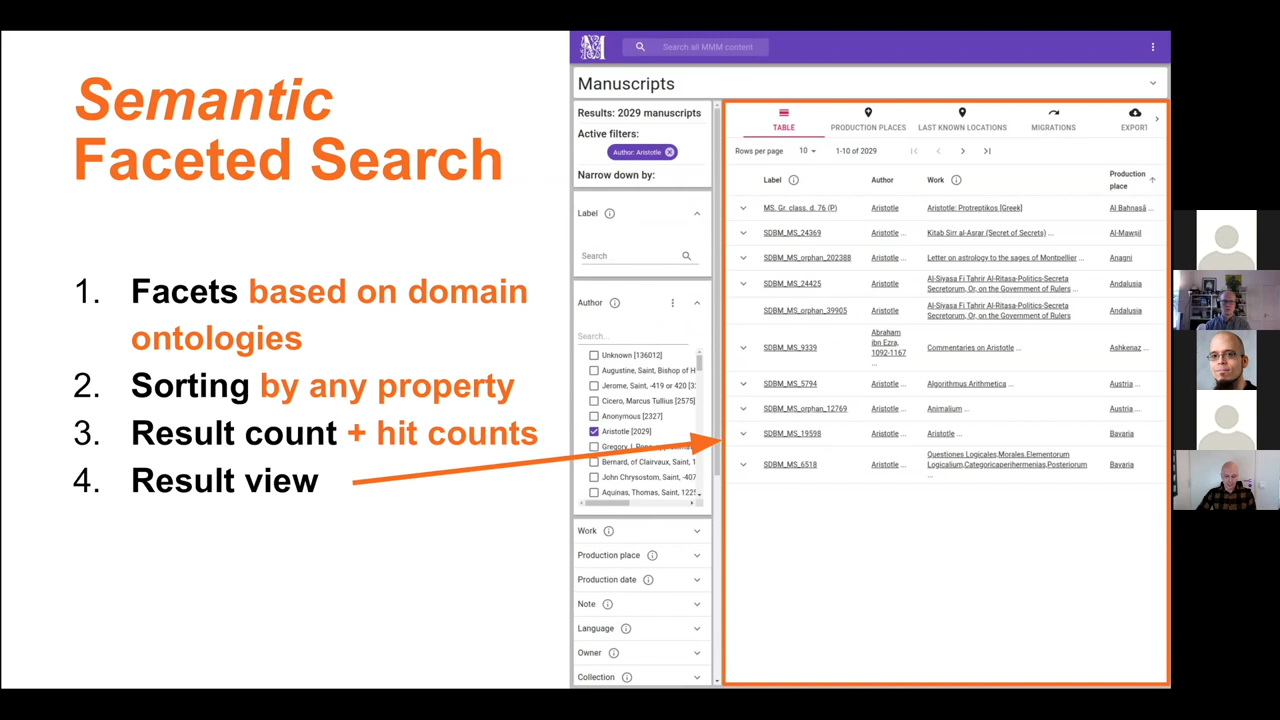 Semantic
Faceted Search
1. Facets based on domain
ontologies
2. Sorting by any property
3. Result count + hit counts
4. Result view
M
Search all MMM content
Manuscripts
Results: 2029 manuscripts
Active filters:
Author: Aristotle
Narrow down by:
Label
Search
Author
Search...
Unknown [136012]
Augustine, Saint, Bishop of H
Jerome, Saint, -419 or 420 [3
Cicero, Marcus Tullius [2575]
Anonymous [2327]
Aristotle [2029]
Gregory, I, Pope,
Bernard, of Clairvaux, Saint, 1
John Chrysostom, Saint, -407
Aquinas, Thomas, Saint, 1225
Work
Production place
Production date
Note
Language
Owner
Collection
TABLE
PRODUCTION PLACES
LAST KNOWN LOCATIONS
MIGRATIONS
EXPORT
Rows per page 10 1-10 of 2029
Label Author Work Production
place
MS. Gr. class. d. 76 (P) Aristotle Aristotle: Protreptikos [Greek] Al Bahnasā ...
SDBM_MS_24369 Aristotle ... Kitab Sirr al-Asrar (Secret of Secrets) ... Al-Mawṣil
SDBM_MS_orphan_202388 Aristotle ... Letter on astrology to the sages of Montpellier ... Anagni
SDBM_MS_24425 Aristotle Al-Siyasa Fi Tahrir Al-Ritasa-Politics-Secreta
Secretorum, Or, on the Government of Rulers ... Andalusia
SDBM_MS_orphan_39905 Aristotle Al-Siyasa Fi Tahrir Al-Ritasa-Politics-Secreta
Secretorum, Or, on the Government of Rulers Andalusia
SDBM_MS_9339 Abraham
ibn Ezra,
1092-1167
... Commentaries on Aristotle ... Ashkenaz ...
SDBM_MS_5794 Aristotle ... Algorithmus Arithmetica ... Austria ...
SDBM_MS_orphan_12769 Aristotle ... Animalium ... Austria ...
SDBM_MS_19598 Aristotle ... Aristotle ... Bavaria
SDBM_MS_6518 Aristotle ... Questiones Logicales,Morales,Elementorum
Logicalium,Categoricaperihermenias,Posteriorum
... Bavaria